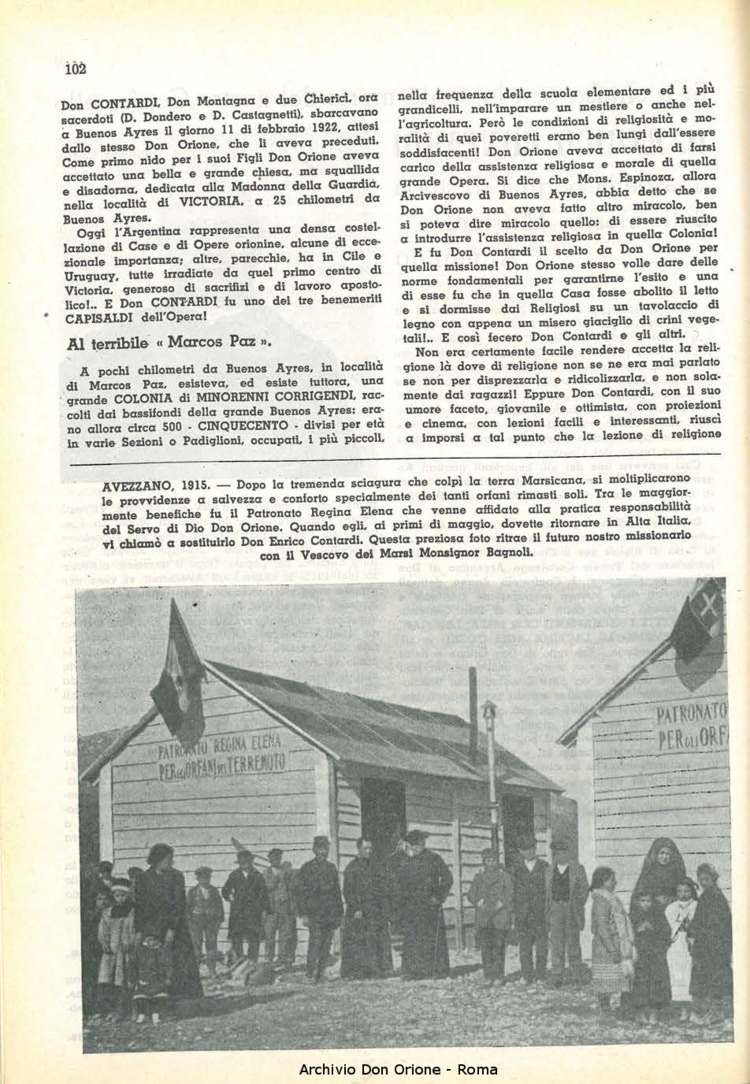 102
Don CONTARDI, Don Montagna e due Chierici, ora
sacerdoti (D. Dondero e D. Castagnetti), sbarcavano
a Buenos Ayres il giorno 11 di febbraio 1922, attesi
dallo stesso Don Orione, che li aveva preceduti.
Come primo nido per i suoi Figli Don Orione aveva
accettato una bella e grande chiesa, ma squallida
e disadorna, dedicata alla Madonna della Guardia,
nella località di VICTORIA, a 25 chilometri da
Buenos Ayres.
Oggi l'Argentina rappresenta una densa costel-
lazione di Case e di Opere orionine, alcune di ecce-
zionale importanza; altre, parecchie, ha in Cile e
Uruguay, tutte irradiate da quel primo centro di
Victoria, generoso di sacrifizi e di lavoro aposto-
lico!.. E Don CONTARDI fu uno dei tre benemeriti
CAPISALDI dell'Opera!
Al terribile « Marcos Paz ».
A pochi chilometri da Buenos Ayres, in località
di Marcos Paz, esisteva, ed esiste tuttora, una
grande COLONIA di MINORENNI CORRIGENDI, rac-
colti dai bassifondi della grande Buenos Ayres: era-
no allora circa 500 - CINQUECENTO - divisi per età
in varie Sezioni o Padiglioni, occupati, i più piccoli,
nella frequenza della scuola elementare ed i più
grandicelli, nell'imparare un mestiere o anche nel-
l'agricoltura. Però le condizioni di religiosità e mo-
ralità di quei poveretti erano ben lungi dall'essere
soddisfacenti! Don Orione aveva accettato di farsi
carico della assistenza religiosa e morale di quella
grande Opera. Si dice che Mons. Espinoza, allora
Arcivescovo di Buenos Ayres, abbia detto che se
Don Orione non aveva fatto altro miracolo, ben
si poteva dire miracolo quello: di essere riuscito
a introdurre l'assistenza religiosa in quella Colonia!
E fu Don Contardi il scelto da Don Orione per
quella missione! Don Orione stesso volle dare delle
norme fondamentali per garantirne l'esito e una
di esse fu che in quella Casa fosse abolito il letto
e si dormisse dai Religiosi su un tavolaccio di
legno con appena un misero giaciglio di crini vege-
tali!.. E così fecero Don Contardi e gli altri.
Non era certamente facile rendere accetta la reli-
gione là dove di religione non se ne era mai parlato
se non per disprezzarla e ridicolizzarla, e non sola-
mente dai ragazzi! Eppure Don Contardi, con il suo
umore faceto, giovanile e ottimista, con proiezioni
e cinema, con lezioni facili e interessanti, riuscì
a imporsi a tal punto che la lezione di religione
AVEZZANO, 1915. — Dopo la tremenda sciagura che colpì la terra Marsicana, si moltiplicarono
le provvidenze a salvezza e conforto specialmente dei tanti orfani rimasti soli. Tra le maggior-
mente benefiche fu il Patronato Regina Elena che venne affidato alla pratica responsabilità
del Servo di Dio Don Orione. Quando egli, ai primi di maggio, dovette ritornare in Alta Italia,
vi chiamò a sostituirlo Don Enrico Contardi. Questa preziosa foto ritrae il futuro nostro missionario
con il Vescovo dei Marsi Monsignor Bagnoli.
PATRONATO REGINA ELENA
PER GLI ORFANI DEL TERREMOTO
PATRONATO
PER GLI ORFA
Archivio Don Orione - Roma